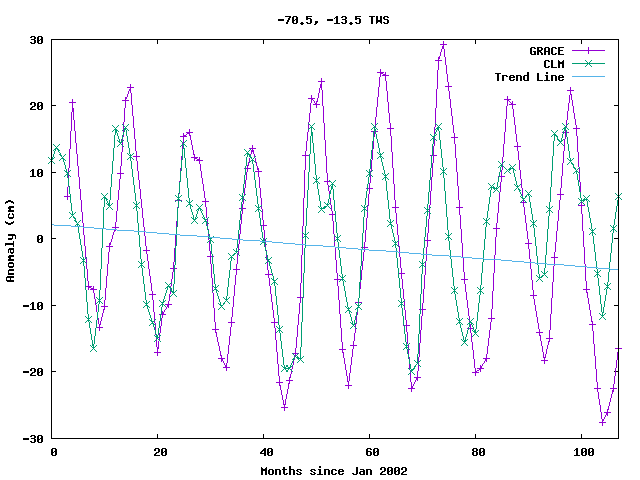 -70.5, -13.5 TWS
GRACE
CLM
Trend Line
30
20
10
0
-10
-20
-30
Anomaly (cm)
0 20 40 60 80 100
Months since Jan 2002